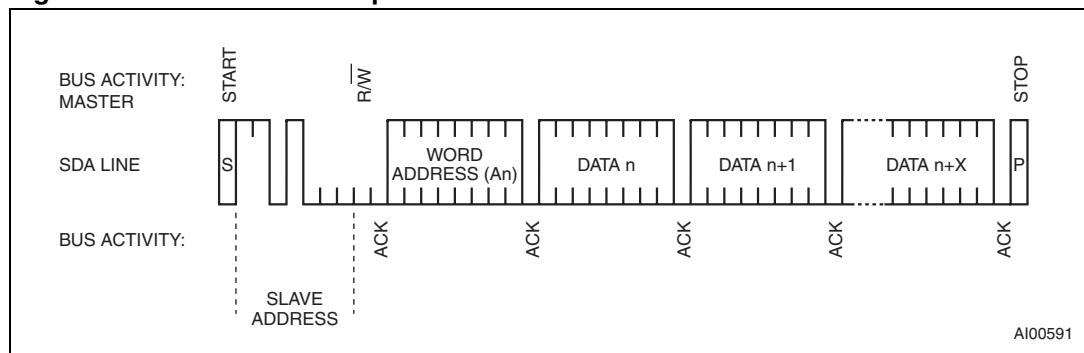 BUS ACTIVITY:
MASTER
START
R/W
STOP
SDA LINE
S
WORD
ADDRESS (An)
DATA n
DATA n+1
DATA n+X
P
BUS ACTIVITY:
ACK
ACK
ACK
ACK
ACK
SLAVE
ADDRESS
AI00591